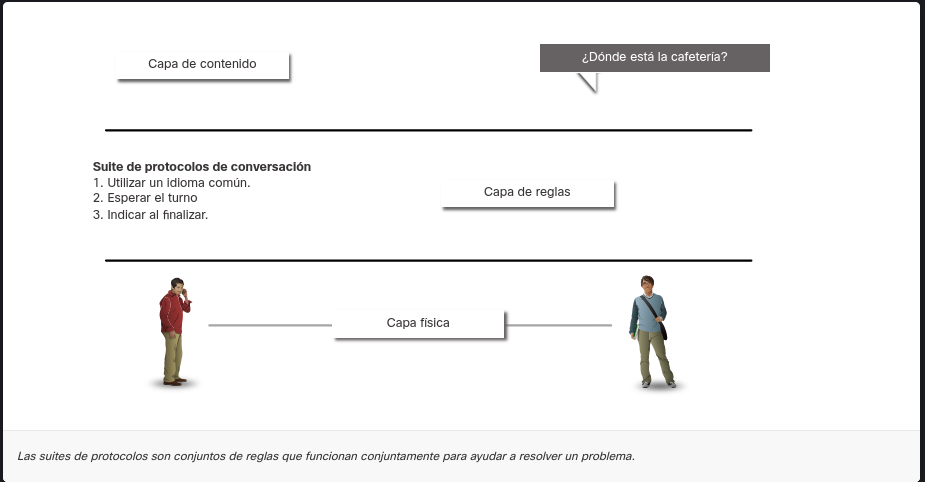 Capa de contenido
¿Dónde está la cafetería?
Suite de protocolos de conversación
1. Utilizar un idioma común.
2. Esperar el turno
3. Indicar al finalizar.
Capa de reglas
Capa física
Las suites de protocolos son conjuntos de reglas que funcionan conjuntamente para ayudar a resolver un problema.